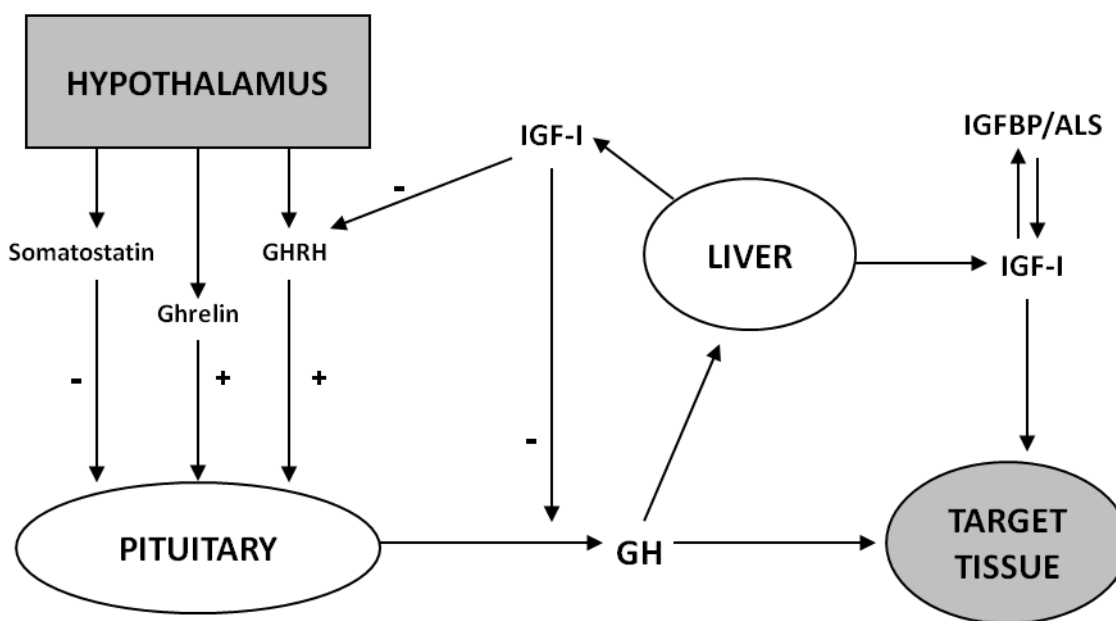 HYPOTHALAMUS
IGF-I
IGFBP/ALS
-
Somatostatin
GHRH
LIVER
IGF-I
Ghrelin
-
+
+
-
PITUITARY
GH
TARGET
TISSUE